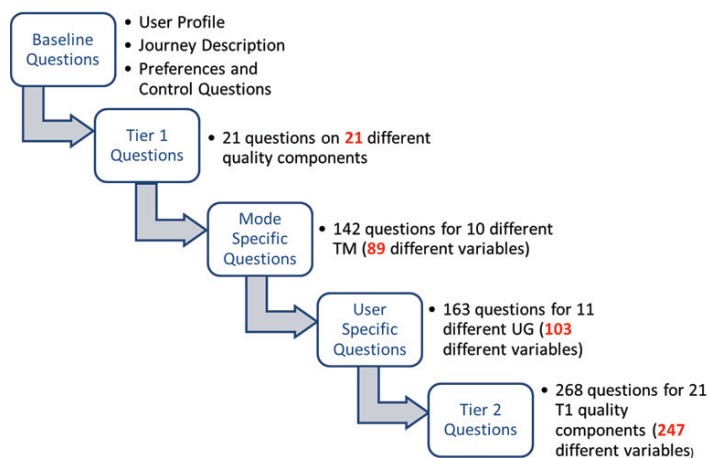 Baseline
Questions
• User Profile
• Journey Description
• Preferences and
Control Questions
Tier 1
Questions
• 21 questions on 21 different
quality components
Mode
Specific
Questions
• 142 questions for 10 different
TM (89 different variables)
User
Specific
Questions
• 163 questions for 11
different UG (103
different variables)
Tier 2
Questions
• 268 questions for 21
T1 quality
components (247
different variables)